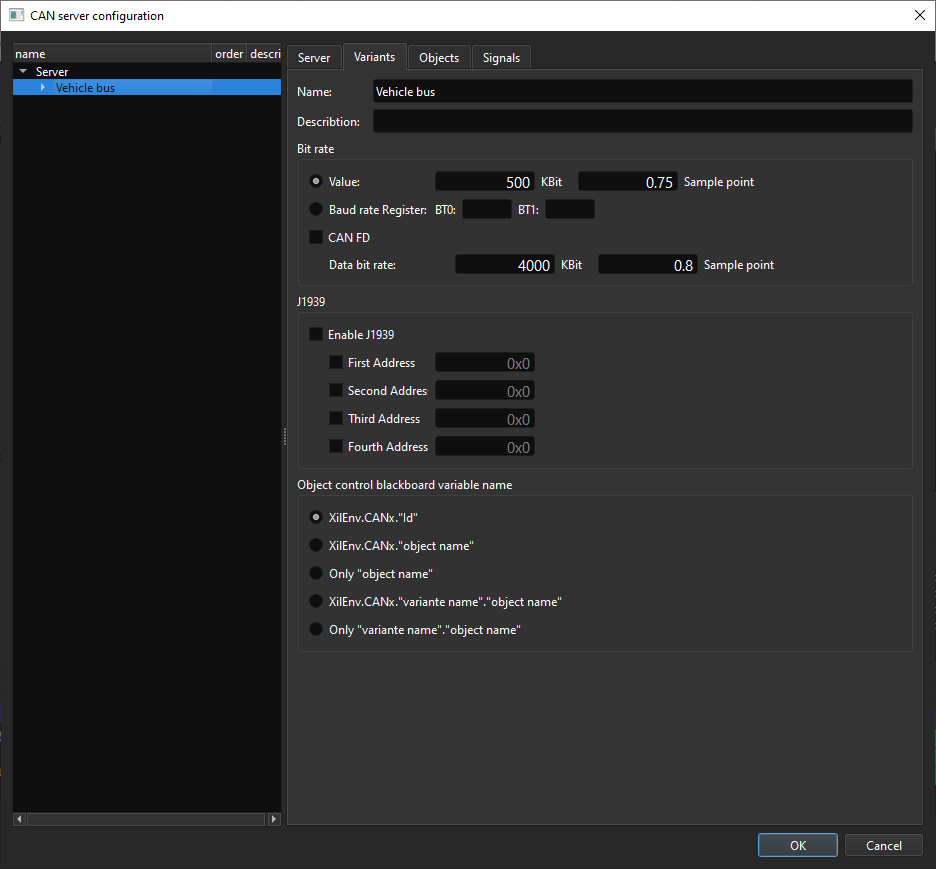 CAN server configuration
name order descri
Server
Vehicle bus
Server Variants Objects Signals
Name: Vehicle bus
Describtion:
Bit rate
Value: 500 KBit 0.75 Sample point
Baud rate Register: BT0: BT1:
CAN FD
Data bit rate: 4000 KBit 0.8 Sample point
J1939
Enable J1939
First Address 0x0
Second Addres 0x0
Third Address 0x0
Fourth Address 0x0
Object control blackboard variable name
XilEnv.CANx."Id"
XilEnv.CANx."object name"
Only "object name"
XilEnv.CANx."variante name"."object name"
Only "variante name"."object name"
OK Cancel